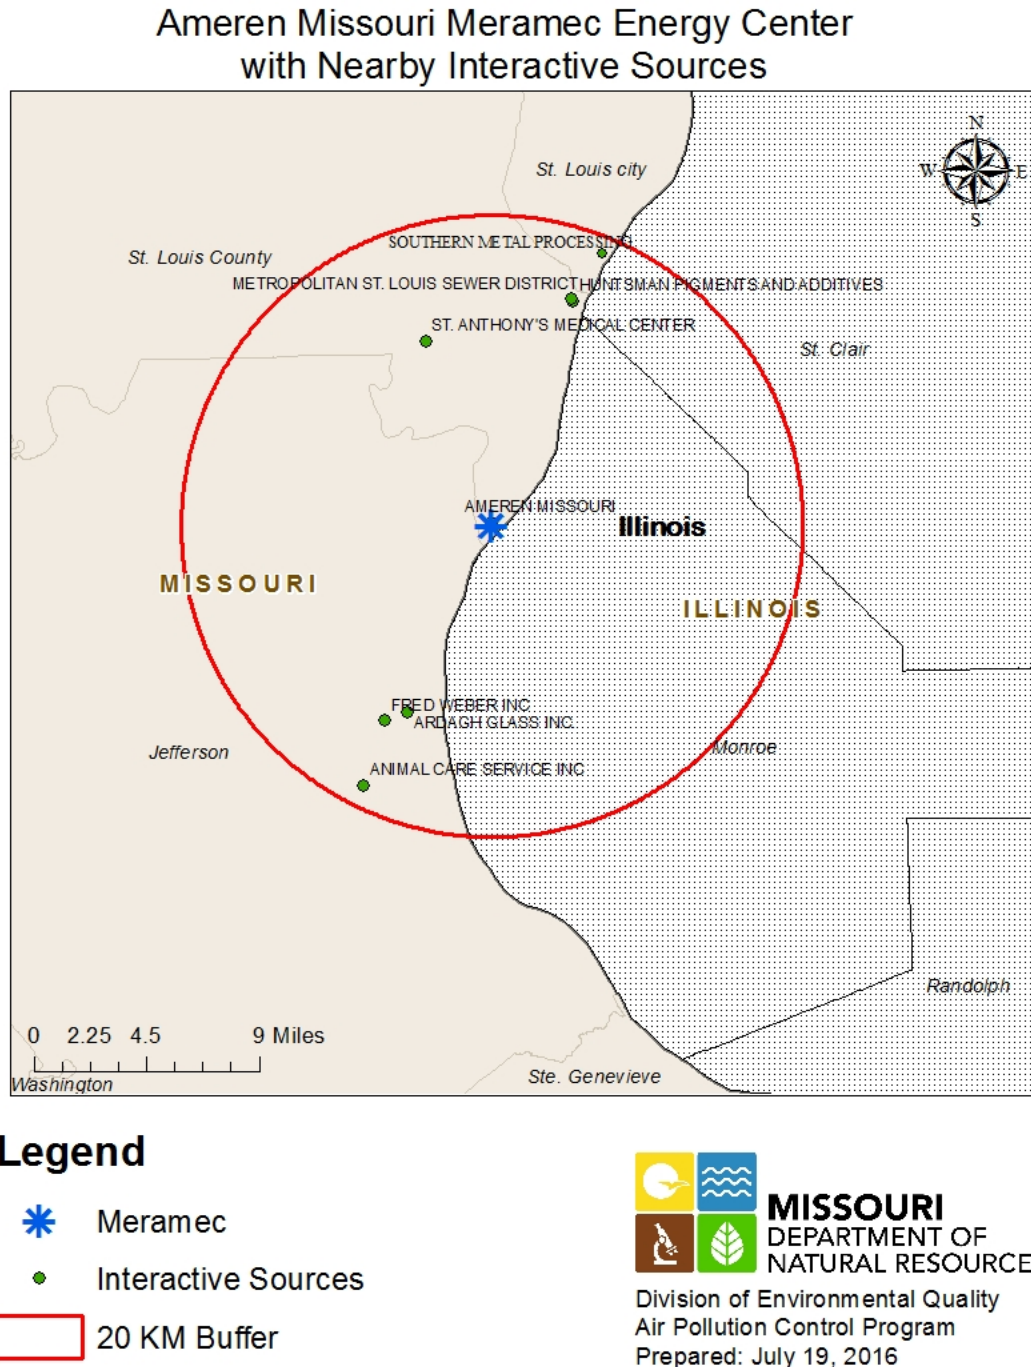 Ameren Missouri Meramec Energy Center
with Nearby Interactive Sources
N
W E
S
St. Louis city
SOUTHERN METAL PROCESSING
St. Louis County
METROPOLITAN ST. LOUIS SEWER DISTRICT HUNTSMAN PIGMENTS AND ADDITIVES
ST. ANTHONY'S MEDICAL CENTER
St. Clair
AMEREN MISSOURI
Illinois
MISSOURI
ILLINOIS
FRED WEBER INC
ARDAGH GLASS INC.
Jefferson
Monroe
ANIMAL CARE SERVICE INC
Randolph
0 2.25 4.5 9 Miles
Ste. Genevieve
Washington
Legend
Meramec
Interactive Sources
20 KM Buffer
MISSOURI
DEPARTMENT OF
NATURAL RESOURCE
Division of Environmental Quality
Air Pollution Control Program
Prepared: July 19, 2016